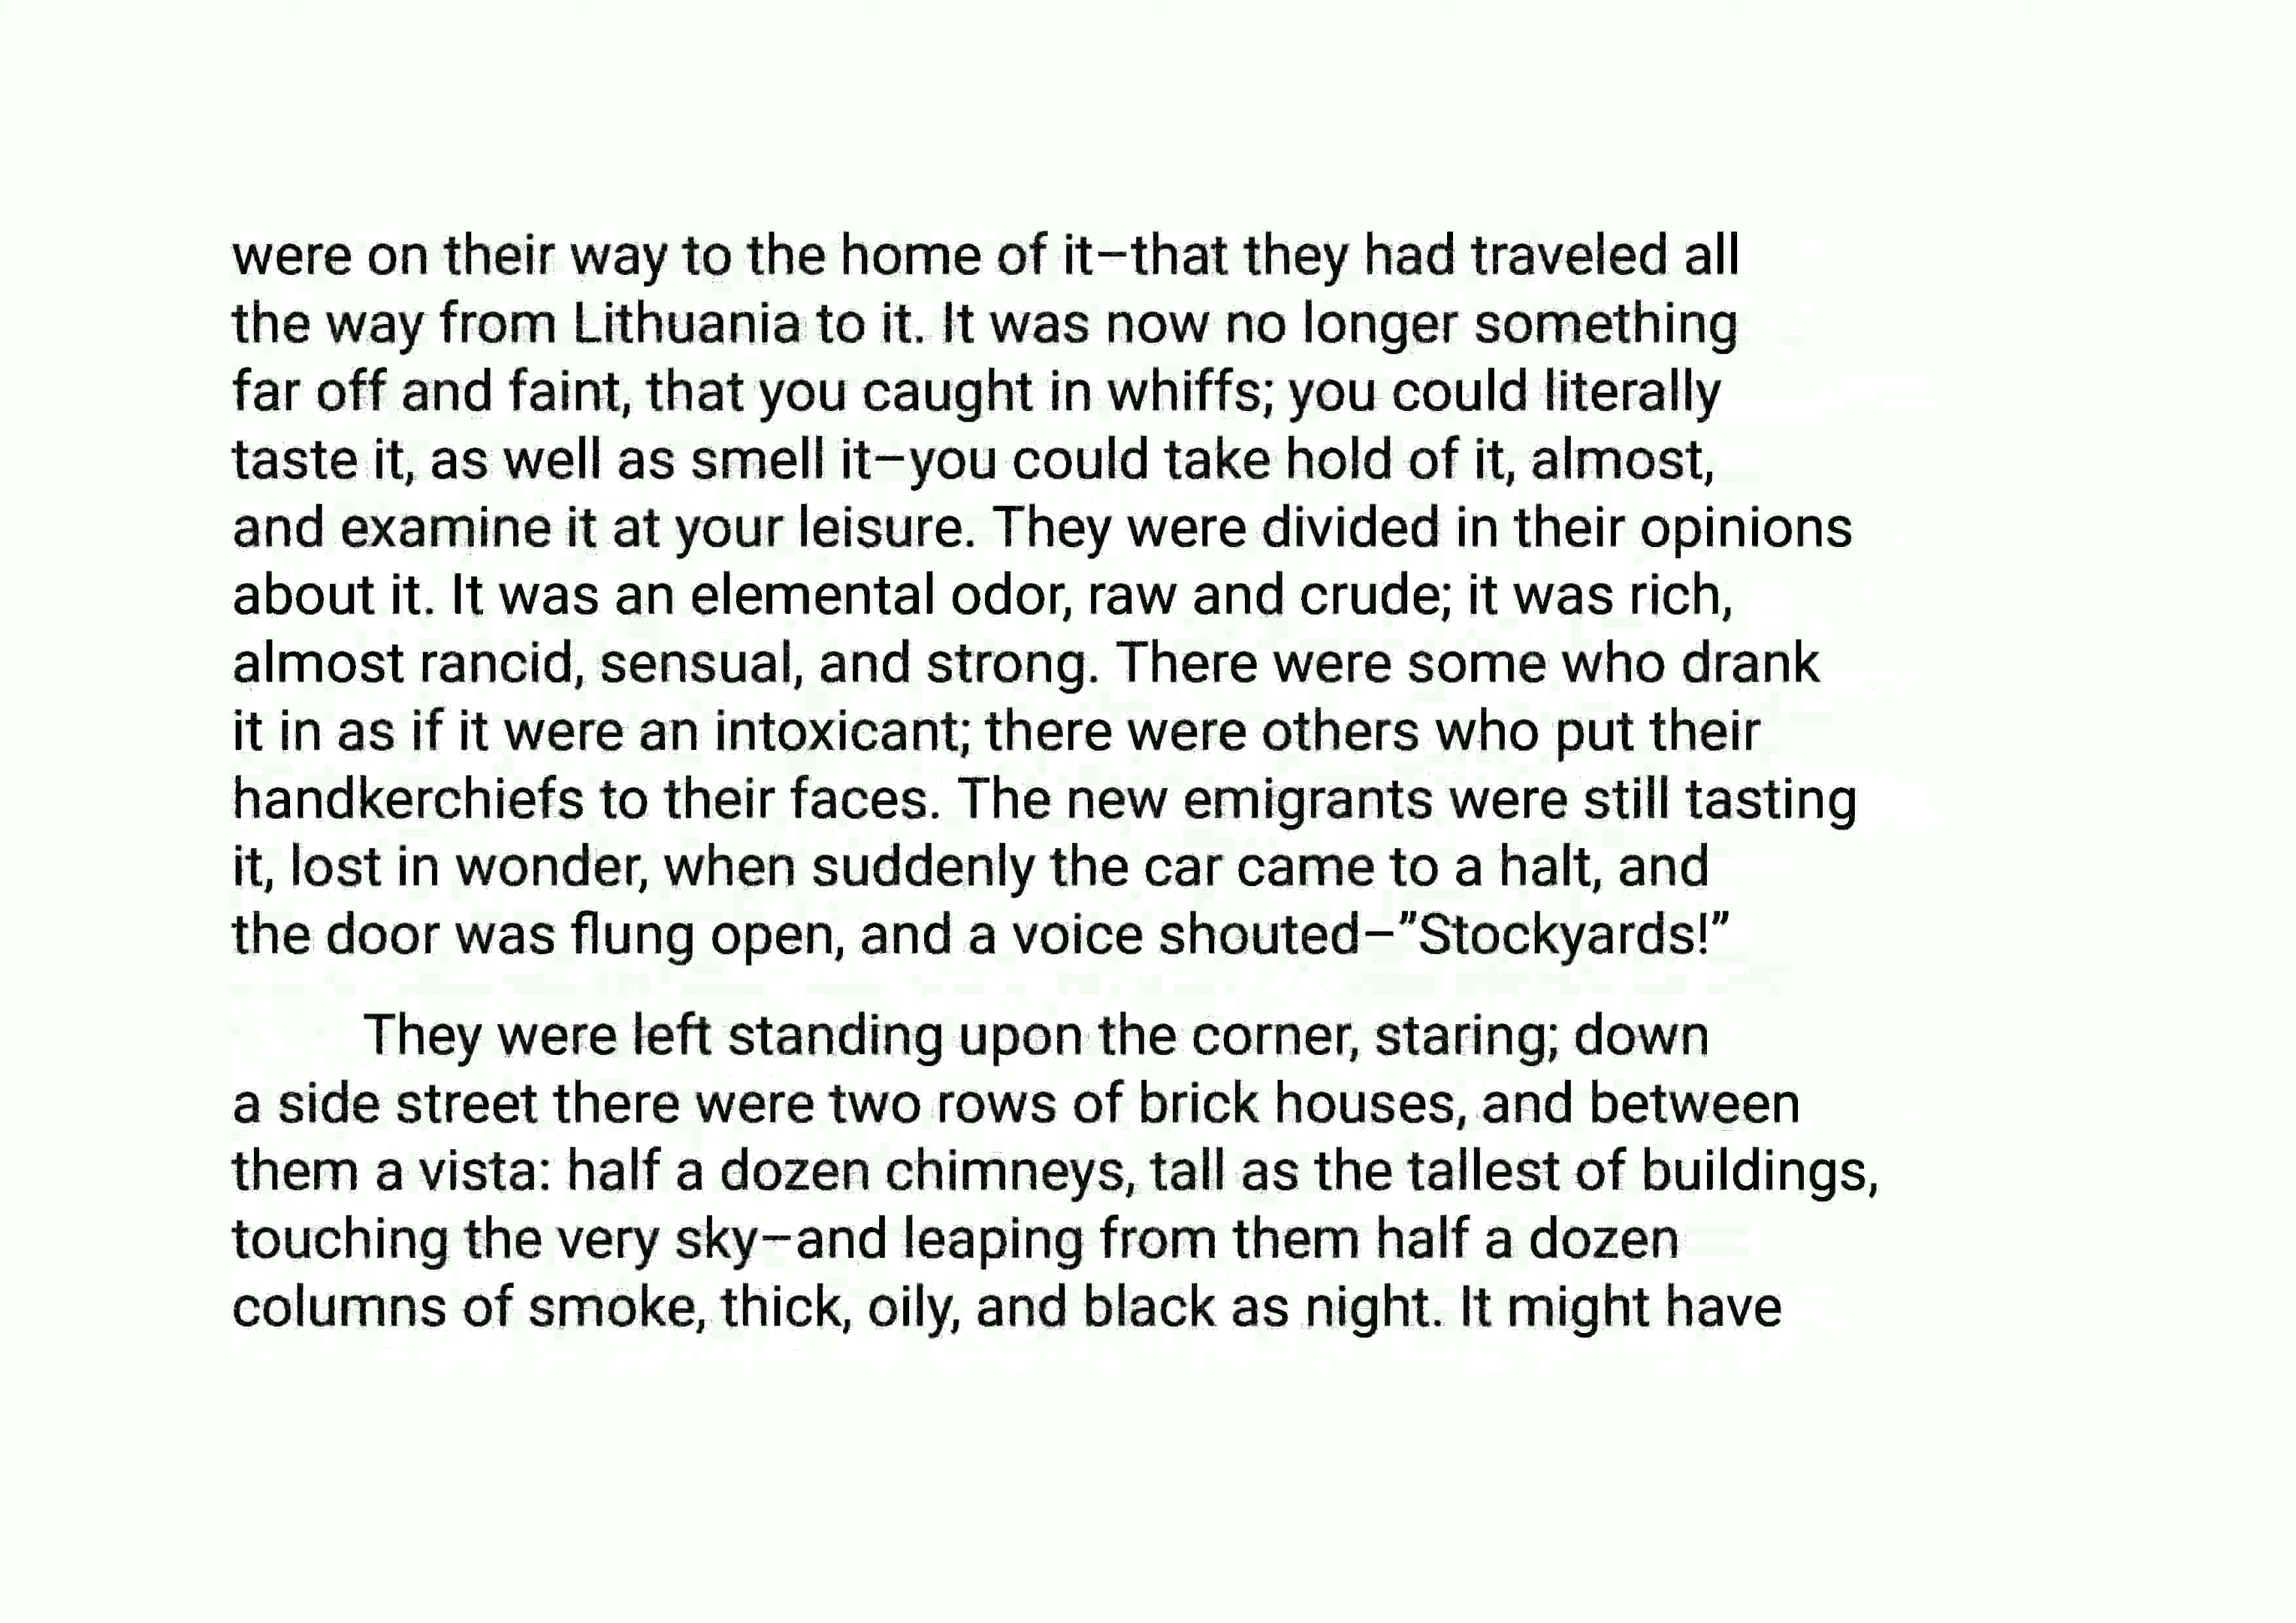 were on their way to the home of it–that they had traveled all
the way from Lithuania to it. It was now no longer something
far off and faint, that you caught in whiffs; you could literally
taste it, as well as smell it–you could take hold of it, almost,
and examine it at your leisure. They were divided in their opinions
about it. It was an elemental odor, raw and crude; it was rich,
almost rancid, sensual, and strong. There were some who drank
it in as if it were an intoxicant; there were others who put their
handkerchiefs to their faces. The new emigrants were still tasting
it, lost in wonder, when suddenly the car came to a halt, and
the door was flung open, and a voice shouted–”Stockyards!”
They were left standing upon the corner, staring; down
a side street there were two rows of brick houses, and between
them a vista: half a dozen chimneys, tall as the tallest of buildings,
touching the very sky–and leaping from them half a dozen
columns of smoke, thick, oily, and black as night. It might have